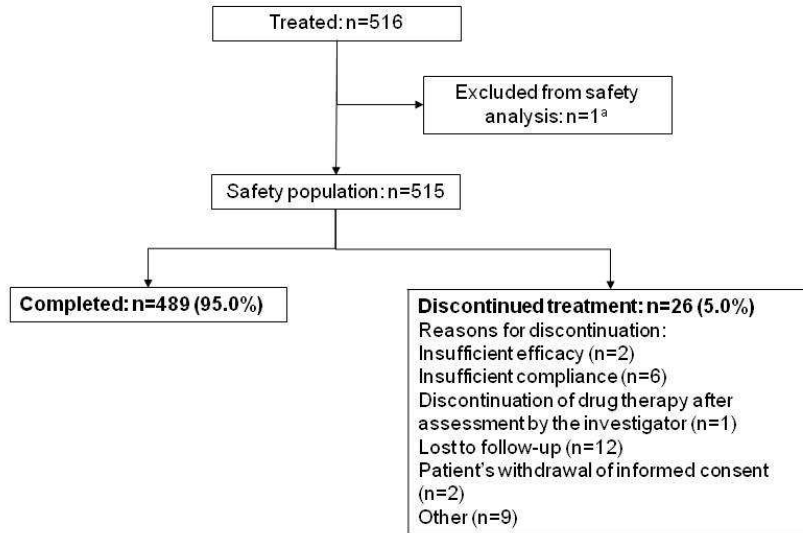 Treated: n=516
Excluded from safety
analysis: n=1ᵃ
Safety population: n=515
Completed: n=489 (95.0%)
Discontinued treatment: n=26 (5.0%)
Reasons for discontinuation:
Insufficient efficacy (n=2)
Insufficient compliance (n=6)
Discontinuation of drug therapy after
assessment by the investigator (n=1)
Lost to follow-up (n=12)
Patient's withdrawal of informed consent
(n=2)
Other (n=9)